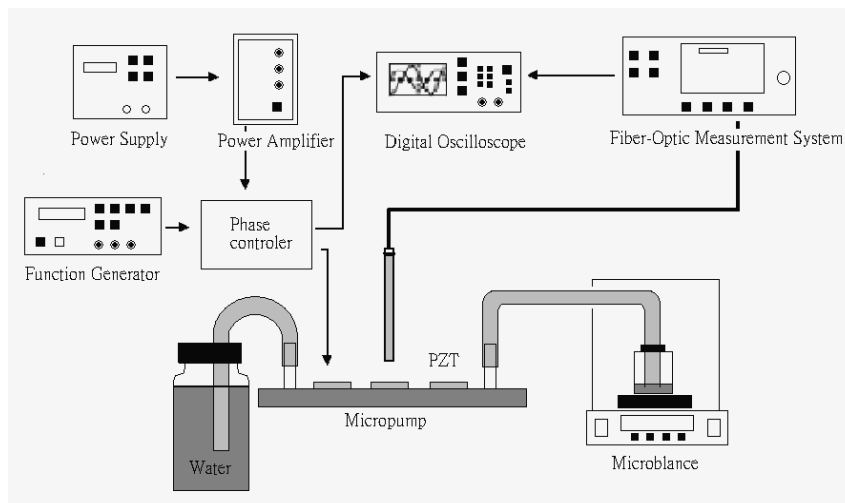 Power Supply
Power Amplifier
Digital Oscilloscope
Fiber-Optic Measurement System
Function Generator
Phase
controler
PZT
Micropump
Water
Microblance